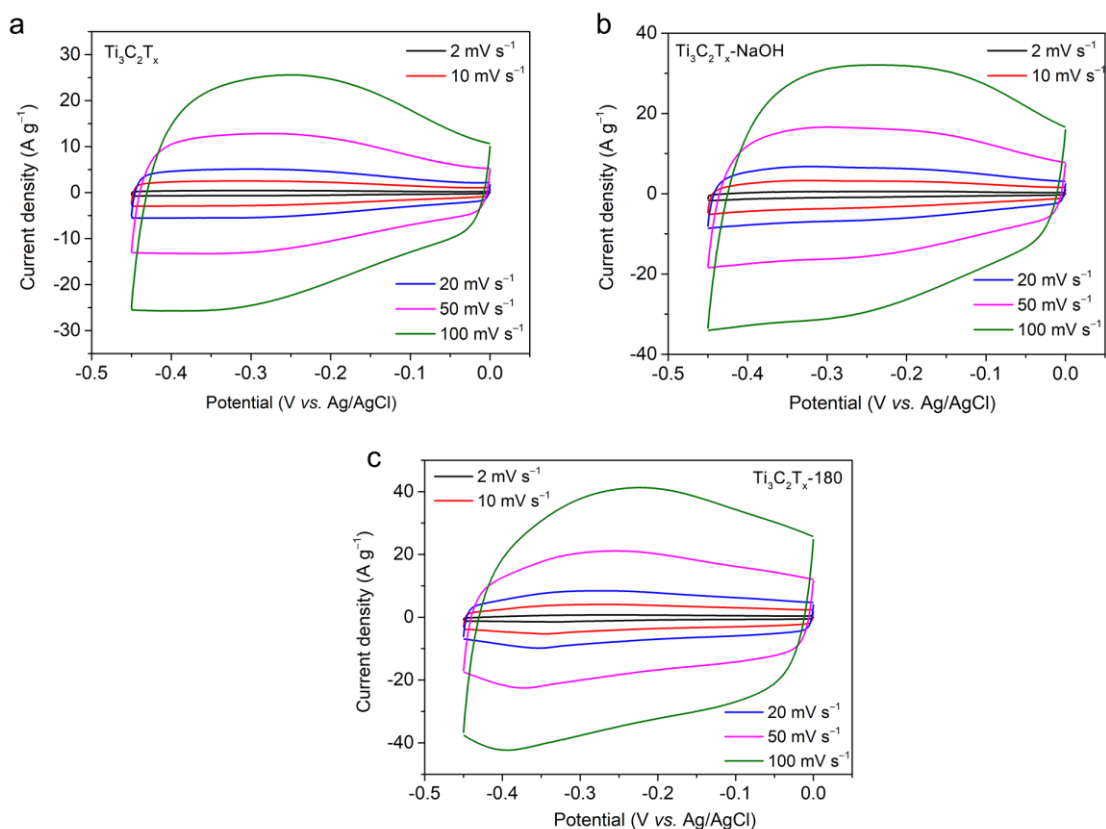 a
Ti₃C₂Tₓ
2 mV s⁻¹
10 mV s⁻¹
20 mV s⁻¹
50 mV s⁻¹
100 mV s⁻¹
30
20
10
0
-10
-20
-30
Current density (A g⁻¹)
-0.5 -0.4 -0.3 -0.2 -0.1 0.0
Potential (V vs. Ag/AgCl)
b
Ti₃C₂Tₓ-NaOH
2 mV s⁻¹
10 mV s⁻¹
20 mV s⁻¹
50 mV s⁻¹
100 mV s⁻¹
40
20
0
-20
-40
Current density (A g⁻¹)
-0.5 -0.4 -0.3 -0.2 -0.1 0.0
Potential (V vs. Ag/AgCl)
c
2 mV s⁻¹
10 mV s⁻¹
Ti₃C₂Tₓ-180
20 mV s⁻¹
50 mV s⁻¹
100 mV s⁻¹
40
20
0
-20
-40
Current density (A g⁻¹)
-0.5 -0.4 -0.3 -0.2 -0.1 0.0
Potential (V vs. Ag/AgCl)